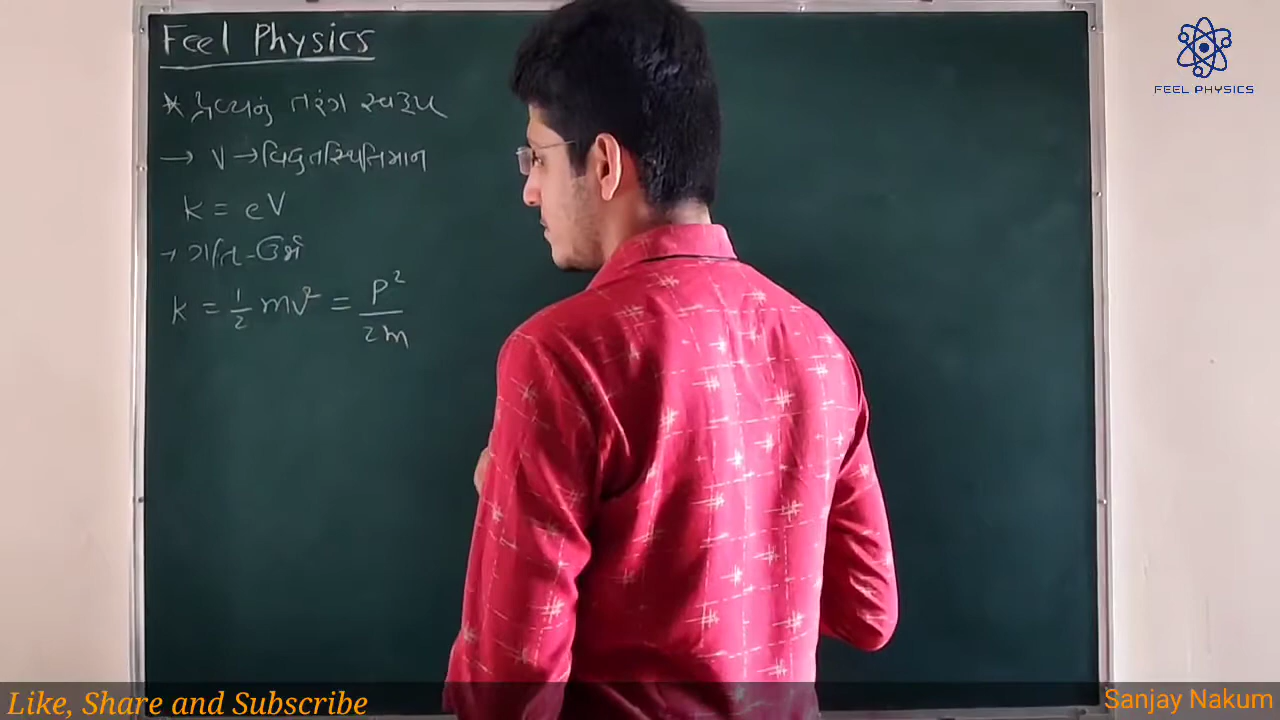 Feel Physics
* દ્રવ્યનું તરંગ સ્વરૂપ
→ V → વિદ્યુતસ્થિતિમાન
K = eV
→ ગતિ-ઉર્જા
K = 1/2 mv² = P²/2m
FEEL PHYSICS
Like, Share and Subscribe
Sanjay Nakum